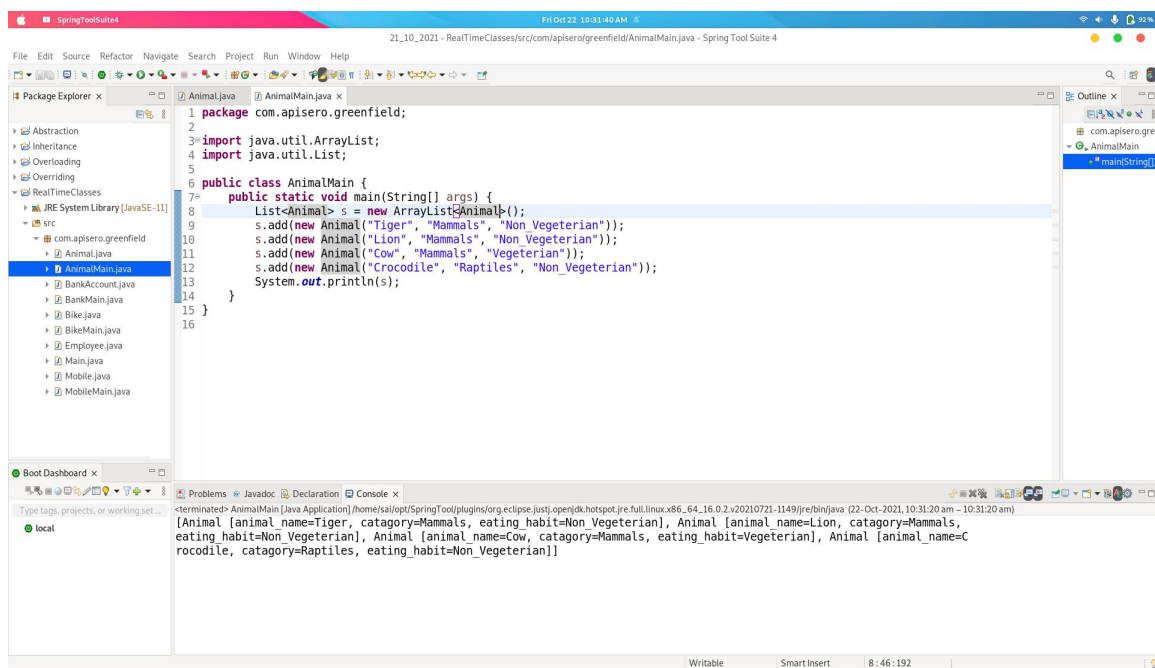 SpringToolSuite4
Fri Oct 22 10:31:40 AM
92%
21_10_2021 - RealTimeClasses/src/com/apisero/greenfield/AnimalMain.java - Spring Tool Suite 4
File Edit Source Refactor Navigate Search Project Run Window Help
Package Explorer
Abstraction
Inheritance
Overloading
Overriding
RealTimeClasses
JRE System Library [JavaSE-11]
src
com.apisero.greenfield
Animal.java
AnimalMain.java
BankAccount.java
BankMain.java
Bike.java
BikeMain.java
Employee.java
Main.java
Mobile.java
MobileMain.java
Boot Dashboard
Type tags, projects, or working set ...
local
Animal.java AnimalMain.java
1 package com.apisero.greenfield;
2
3 import java.util.ArrayList;
4 import java.util.List;
5
6 public class AnimalMain {
7 public static void main(String[] args) {
8 List<Animal> s = new ArrayList<Animal>();
9 s.add(new Animal("Tiger", "Mammals", "Non_Vegeterian"));
10 s.add(new Animal("Lion", "Mammals", "Non_Vegeterian"));
11 s.add(new Animal("Cow", "Mammals", "Vegeterian"));
12 s.add(new Animal("Crocodile", "Raptiles", "Non_Vegeterian"));
13 System.out.println(s);
14 }
15 }
16
Outline
com.apisero.gre
AnimalMain
main(String[])
Problems Javadoc Declaration Console
<terminated> AnimalMain [Java Application] /home/sai/opt/SpringTool/plugins/org.eclipse.justj.openjdk.hotspot.jre.full.linux.x86_64_16.0.2.v20210721-1149/jre/bin/java (22-Oct-2021, 10:31:20 am – 10:31:20 am)
[Animal [animal_name=Tiger, catagory=Mammals, eating_habit=Non_Vegeterian], Animal [animal_name=Lion, catagory=Mammals,
eating_habit=Non_Vegeterian], Animal [animal_name=Cow, catagory=Mammals, eating_habit=Vegeterian], Animal [animal_name=C
rocodile, catagory=Raptiles, eating_habit=Non_Vegeterian]]
Writable Smart Insert 8 : 46 : 192